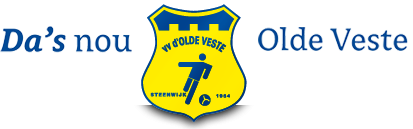 Da's nou
vv d'OLDE VESTE
STEENWIJK 1954
Olde Veste